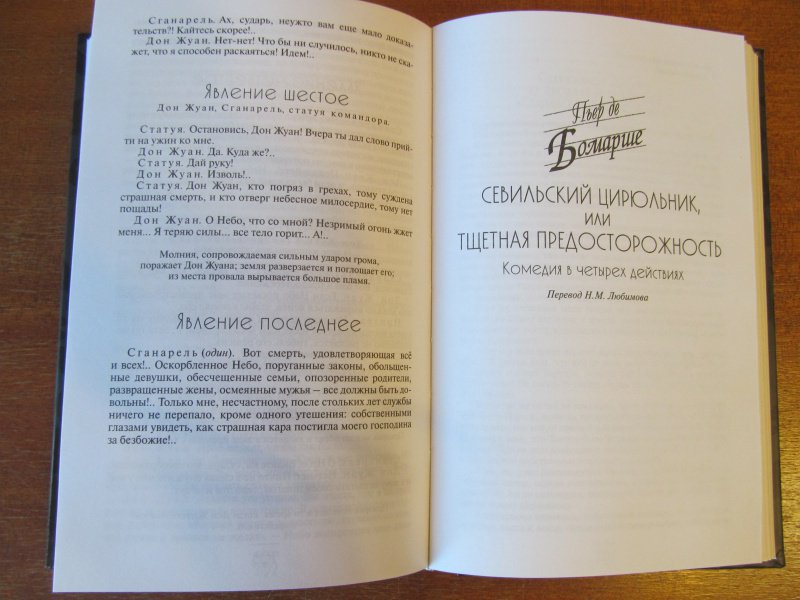 Сганарель. Ах, сударь, неужто вам еще мало доказа-
тельств?! Кайтесь скорее!..
Дон Жуан. Нет-нет! Что бы ни случилось, никто не ска-
жет, что я способен раскаяться! Идем!..
Явление шестое
Дон Жуан, Сганарель, статуя командора.
Статуя. Остановись, Дон Жуан! Вчера ты дал слово прий-
ти на ужин ко мне.
Дон Жуан. Да. Куда же?..
Статуя. Дай руку!
Дон Жуан. Изволь!..
Статуя. Дон Жуан, кто погряз в грехах, тому суждена
страшная смерть, и кто отверг небесное милосердие, тому нет
пощады!
Дон Жуан. О Небо, что со мной? Незримый огонь жжет
меня... Я теряю силы... все тело горит... А!..
Молния, сопровождаемая сильным ударом грома,
поражает Дон Жуана; земля разверзается и поглощает его;
из места провала вырывается большое пламя.
Явление последнее
Сганарель (один). Вот смерть, удовлетворяющая всё
и всех!.. Оскорбленное Небо, поруганные законы, обольщен-
ные девушки, обесчещенные семьи, опозоренные родители,
развращенные жены, осмеянные мужья — все должны быть до-
вольны!.. Только мне, несчастному, после стольких лет службы
ничего не перепало, кроме одного утешения: собственными
глазами увидеть, как страшная кара постигла моего господина
за безбожие!..
Пьер де
Бомарше
СЕВИЛЬСКИЙ ЦИРЮЛЬНИК,
ИЛИ
ТЩЕТНАЯ ПРЕДОСТОРОЖНОСТЬ
Комедия в четырех действиях
Перевод Н.М. Любимова